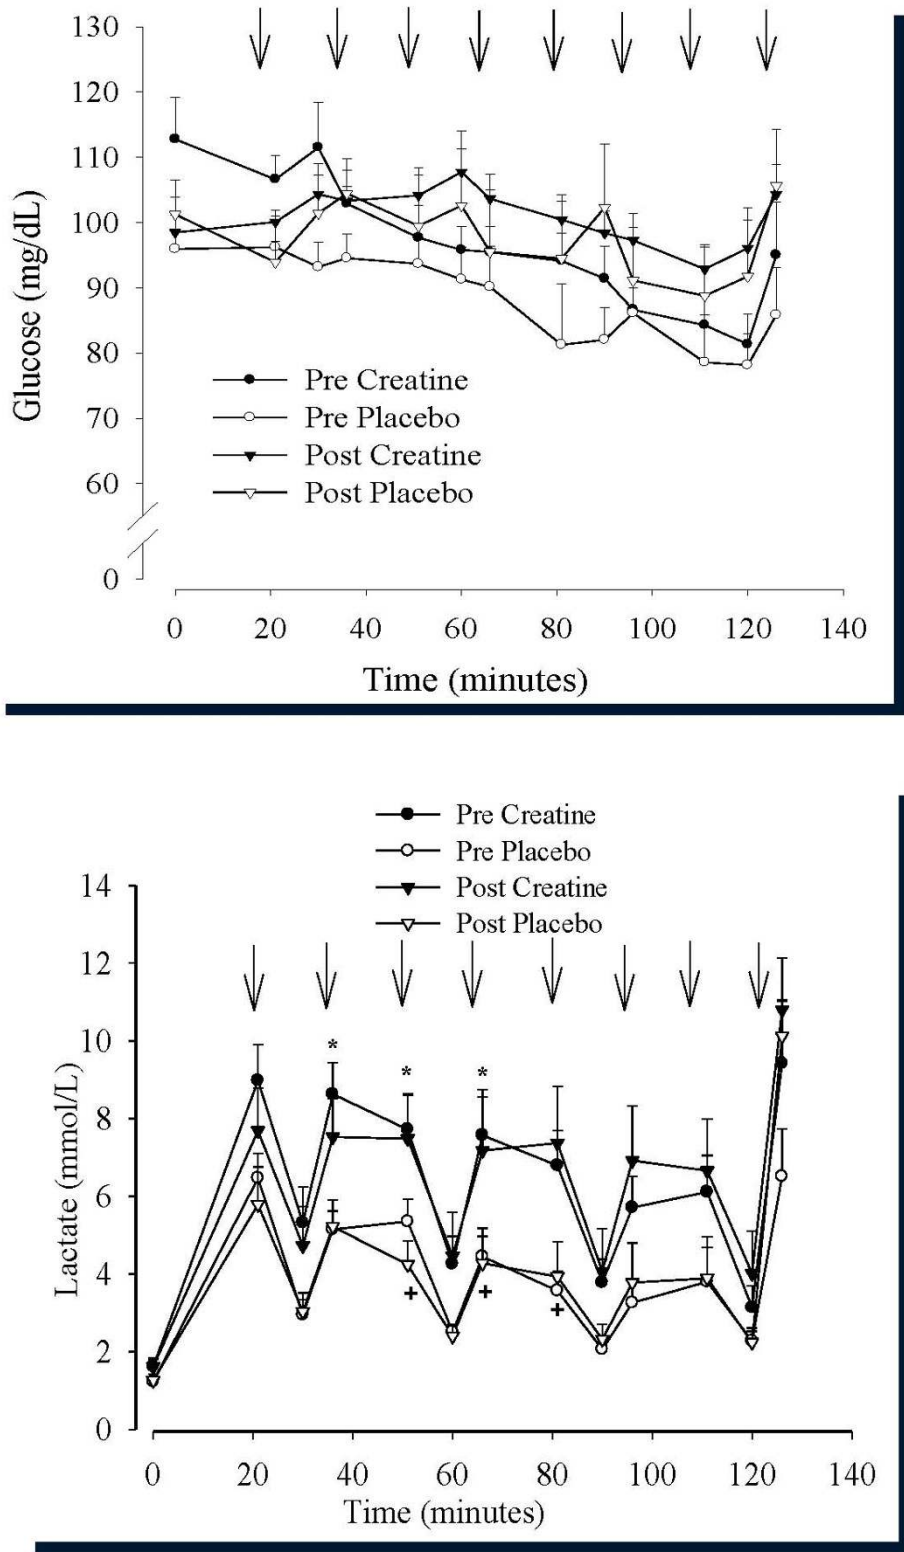 130
120
110
100
90
80
70
60
0
Glucose (mg/dL)
Pre Creatine
Pre Placebo
Post Creatine
Post Placebo
0 20 40 60 80 100 120 140
Time (minutes)
Pre Creatine
Pre Placebo
Post Creatine
Post Placebo
14
12
10
8
6
4
2
0
Lactate (mmol/L)
* * *
+ + +
0 20 40 60 80 100 120 140
Time (minutes)